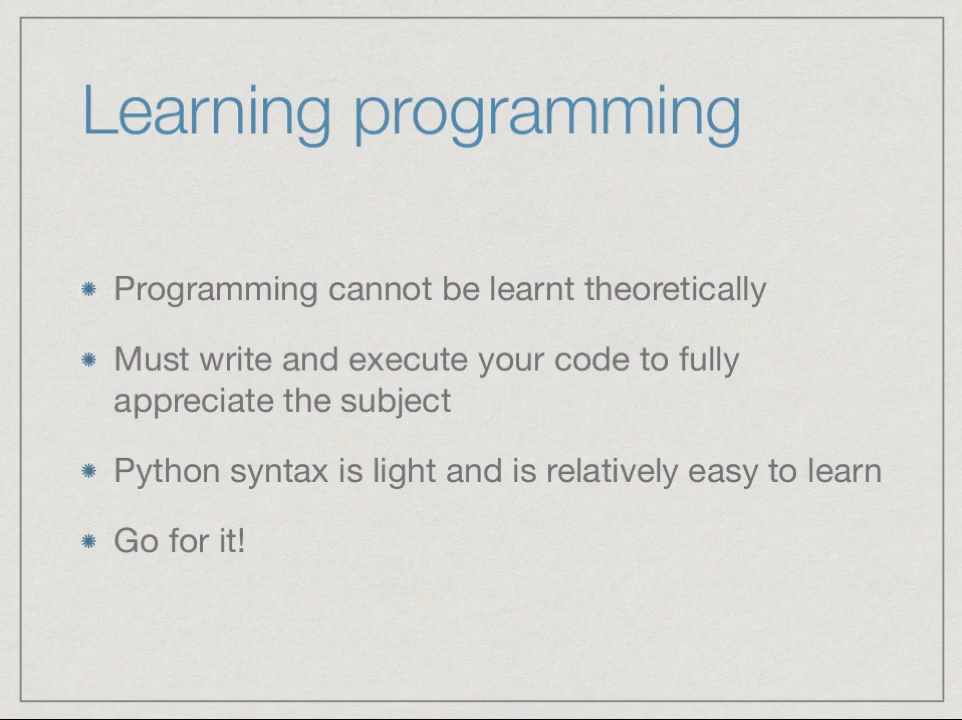 Learning programming
Programming cannot be learnt theoretically
Must write and execute your code to fully
appreciate the subject
Python syntax is light and is relatively easy to learn
Go for it!